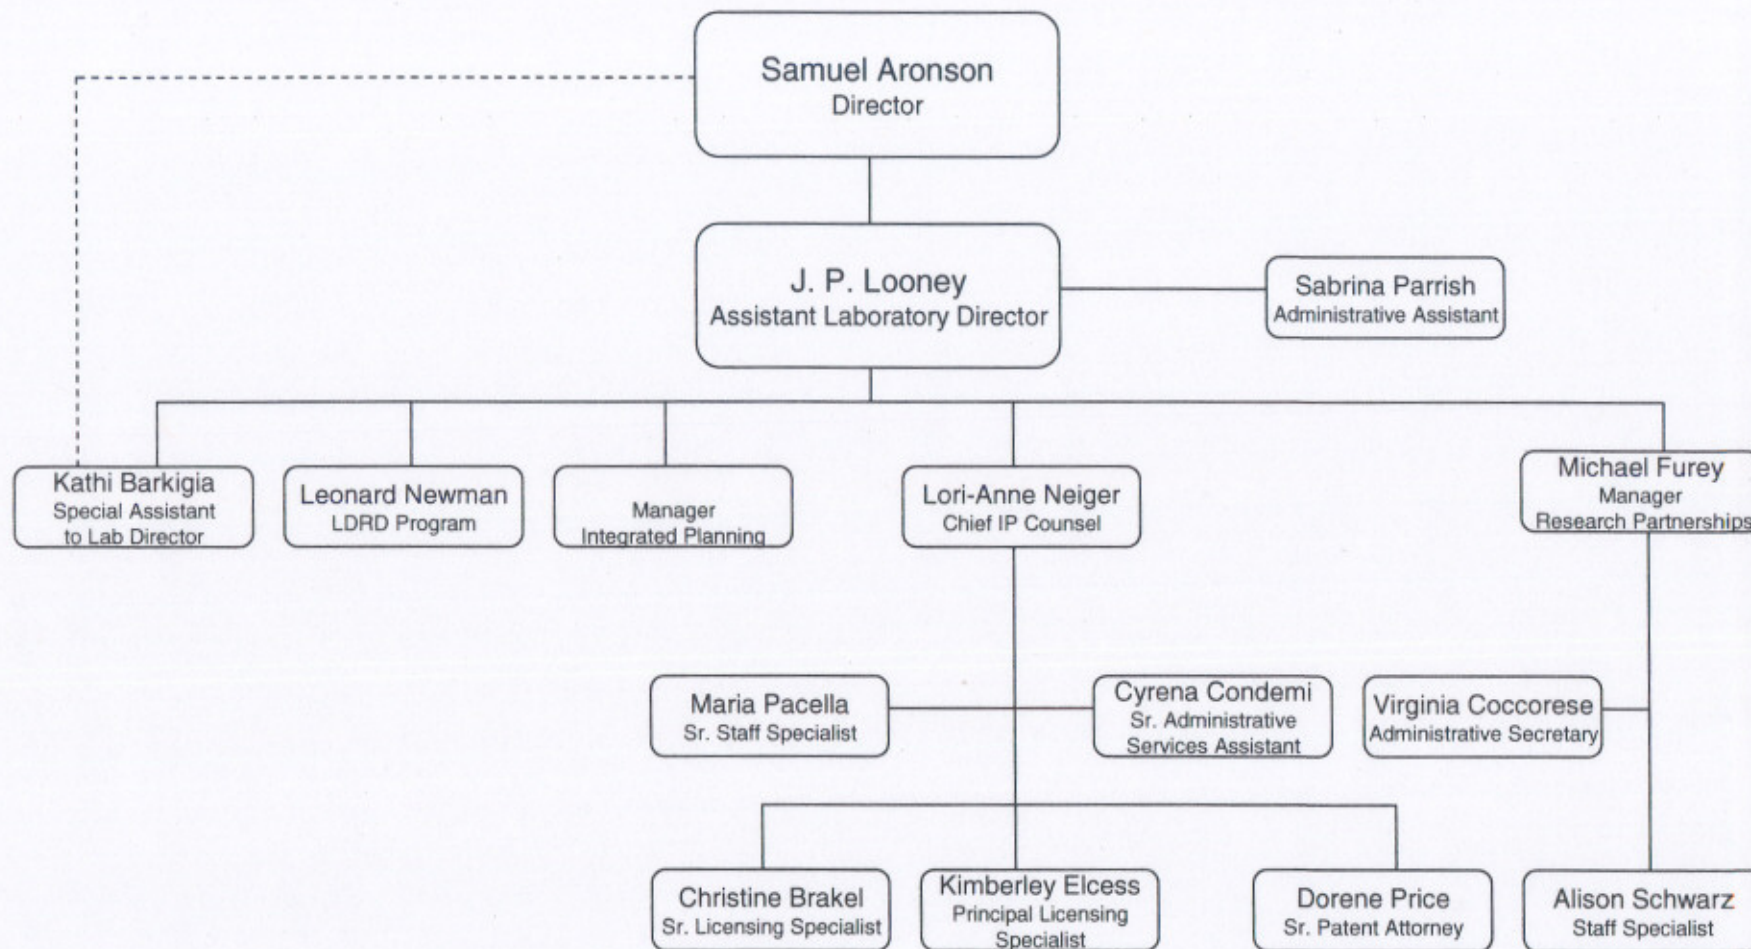 Samuel Aronson
Director
J. P. Looney
Assistant Laboratory Director
Sabrina Parrish
Administrative Assistant
Kathi Barkigia
Special Assistant
to Lab Director
Leonard Newman
LDRD Program
Manager
Integrated Planning
Lori-Anne Neiger
Chief IP Counsel
Michael Furey
Manager
Research Partnerships
Maria Pacella
Sr. Staff Specialist
Cyrena Condemi
Sr. Administrative
Services Assistant
Virginia Coccorese
Administrative Secretary
Christine Brakel
Sr. Licensing Specialist
Kimberley Elcess
Principal Licensing
Specialist
Dorene Price
Sr. Patent Attorney
Alison Schwarz
Staff Specialist